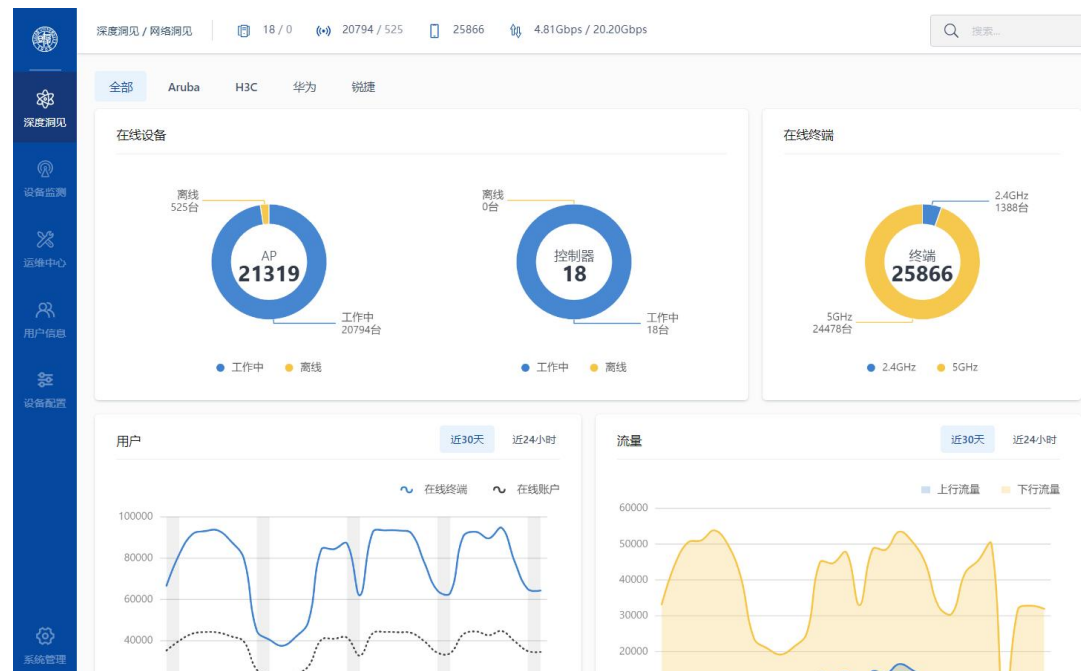 深度洞见 / 网络洞见 18 / 0 20794 / 525 25866 4.81Gbps / 20.20Gbps 搜索...
深度洞见
设备监测
运维中心
用户信息
设备配置
系统管理
全部 Aruba H3C 华为 锐捷
在线设备
离线
525台
AP
21319
工作中
20794台
工作中 离线
离线
0台
控制器
18
工作中
18台
工作中 离线
在线终端
2.4GHz
1388台
终端
25866
5GHz
24478台
2.4GHz 5GHz
用户 近30天 近24小时
在线终端 在线账户
100000
80000
60000
40000
流量 近30天 近24小时
上行流量 下行流量
60000
50000
40000
30000
20000